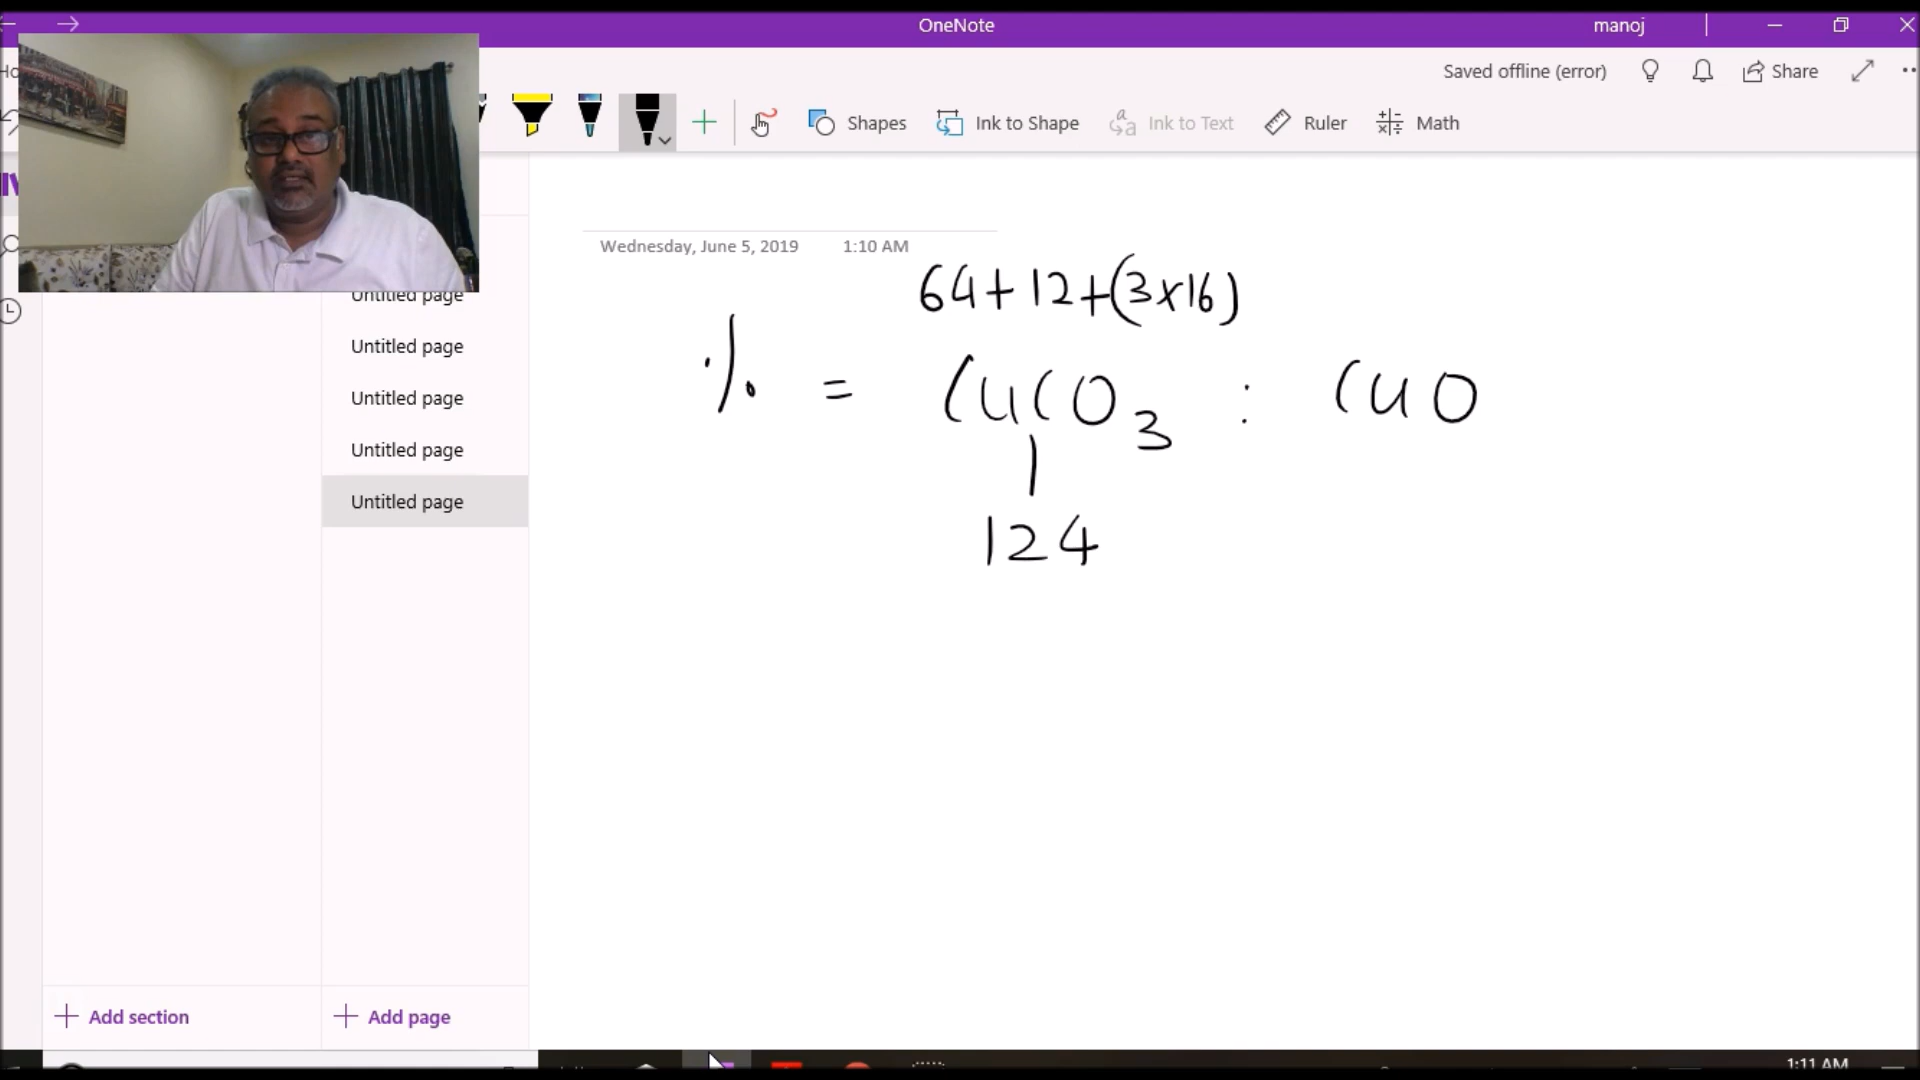 OneNote
manoj
Saved offline (error)
Share
Shapes
Ink to Shape
Ink to Text
Ruler
Math
Wednesday, June 5, 2019 1:10 AM
Untitled page
Untitled page
Untitled page
Untitled page
Untitled page
64+12+(3x16)
% = CuCO3 : CuO
124
Add section
Add page
1:11 AM